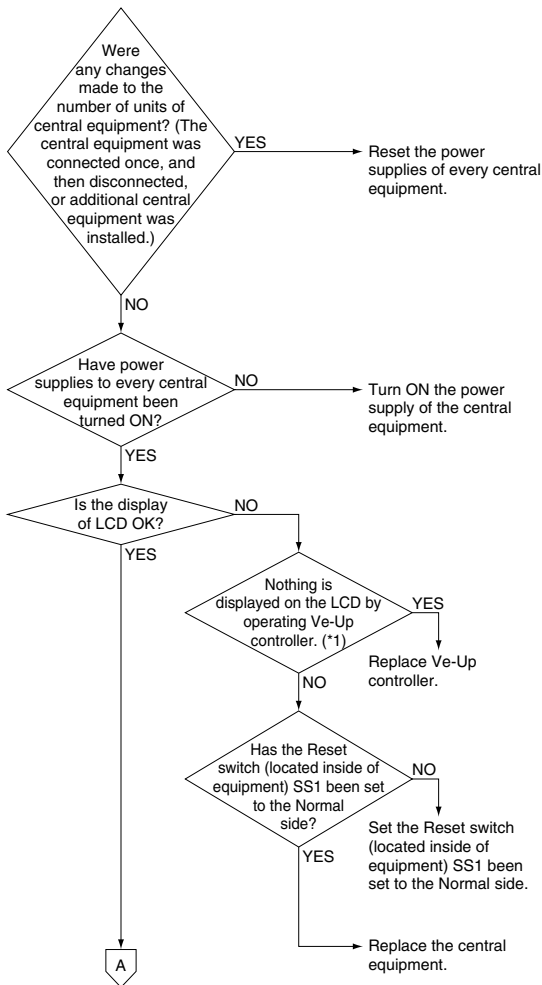 Were
any changes
made to the
number of units of
central equipment? (The
central equipment was
connected once, and
then disconnected,
or additional central
equipment was
installed.)
YES
Reset the power
supplies of every central
equipment.
NO
Have power
supplies to every central
equipment been
turned ON?
NO
Turn ON the power
supply of the central
equipment.
YES
Is the display
of LCD OK?
NO
YES
Nothing is
displayed on the LCD by
operating Ve-Up
controller. (*1)
YES
Replace Ve-Up
controller.
NO
Has the Reset
switch (located inside of
equipment) SS1 been set
to the Normal
side?
NO
Set the Reset switch
(located inside of
equipment) SS1 been
set to the Normal side.
YES
Replace the central
equipment.
A